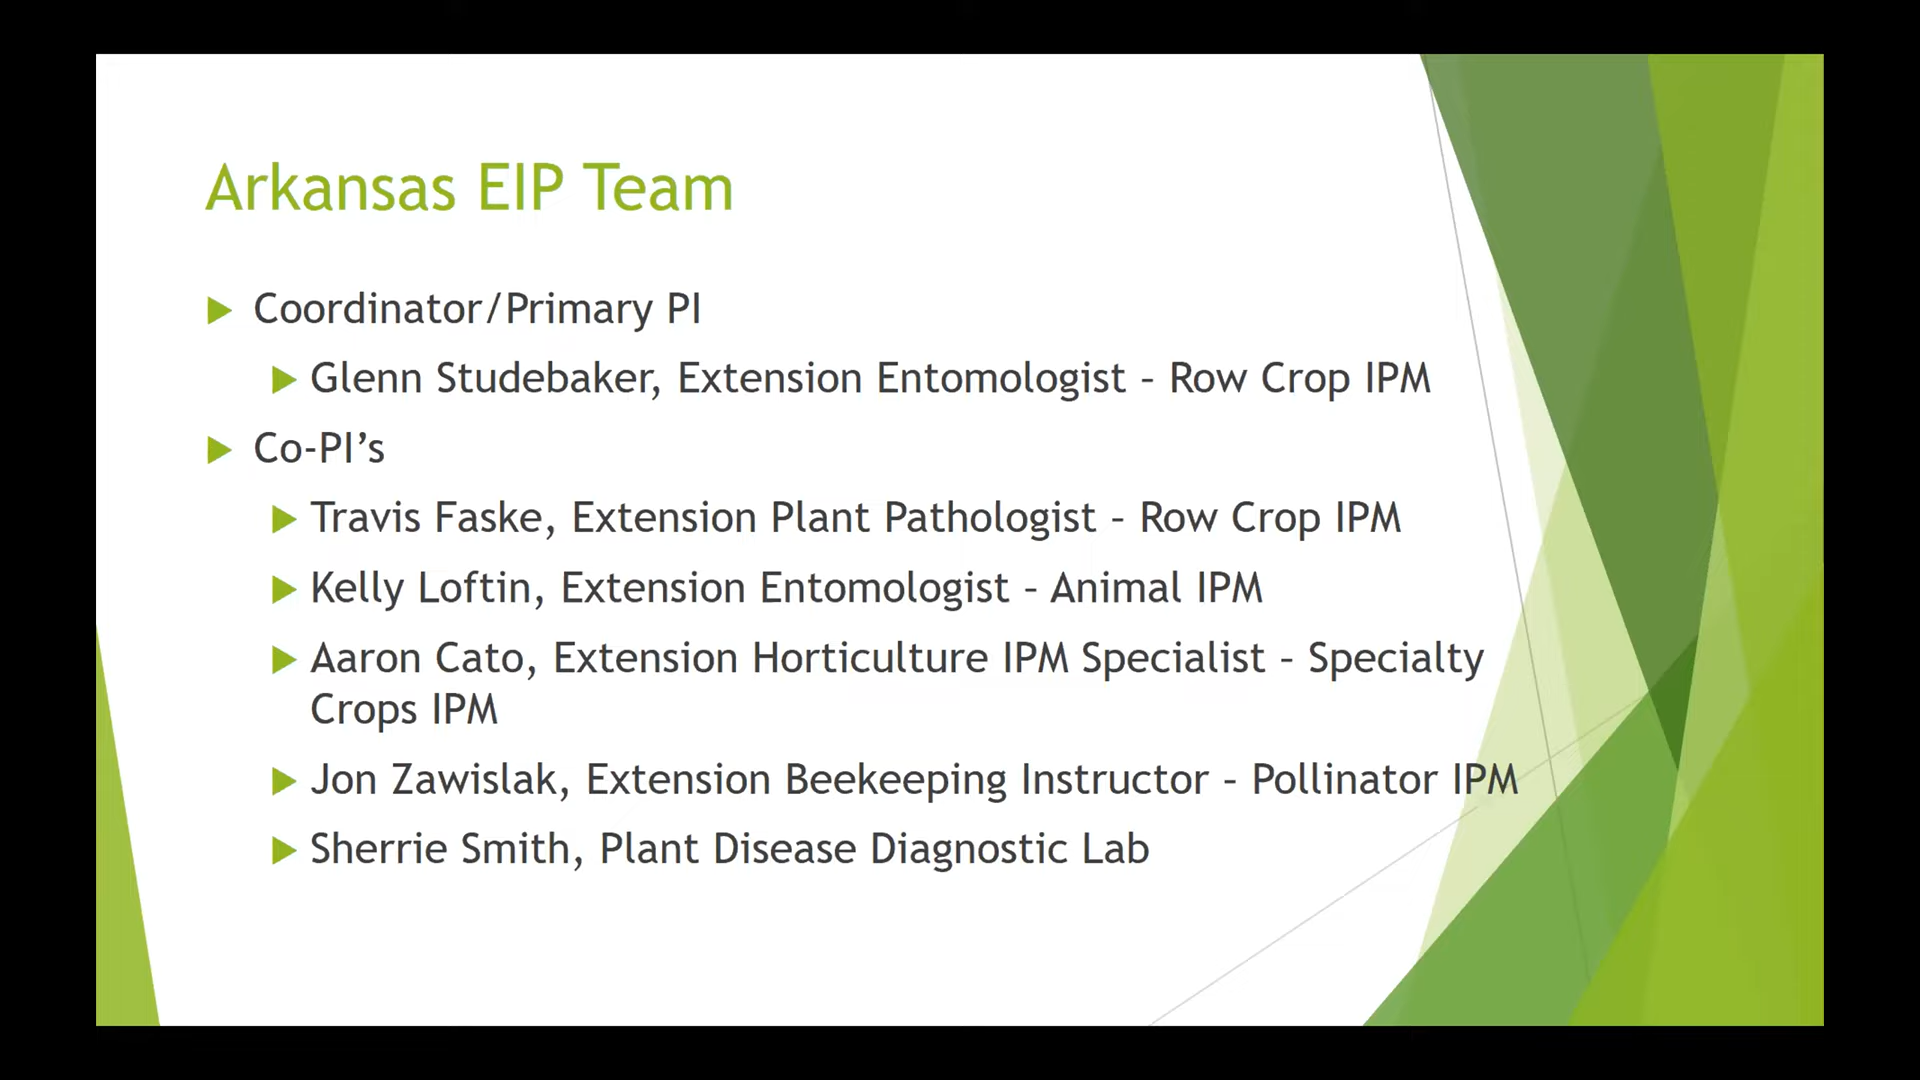 Arkansas EIP Team
Coordinator/Primary PI
Glenn Studebaker, Extension Entomologist – Row Crop IPM
Co-PI’s
Travis Faske, Extension Plant Pathologist – Row Crop IPM
Kelly Loftin, Extension Entomologist – Animal IPM
Aaron Cato, Extension Horticulture IPM Specialist – Specialty
Crops IPM
Jon Zawislak, Extension Beekeeping Instructor – Pollinator IPM
Sherrie Smith, Plant Disease Diagnostic Lab